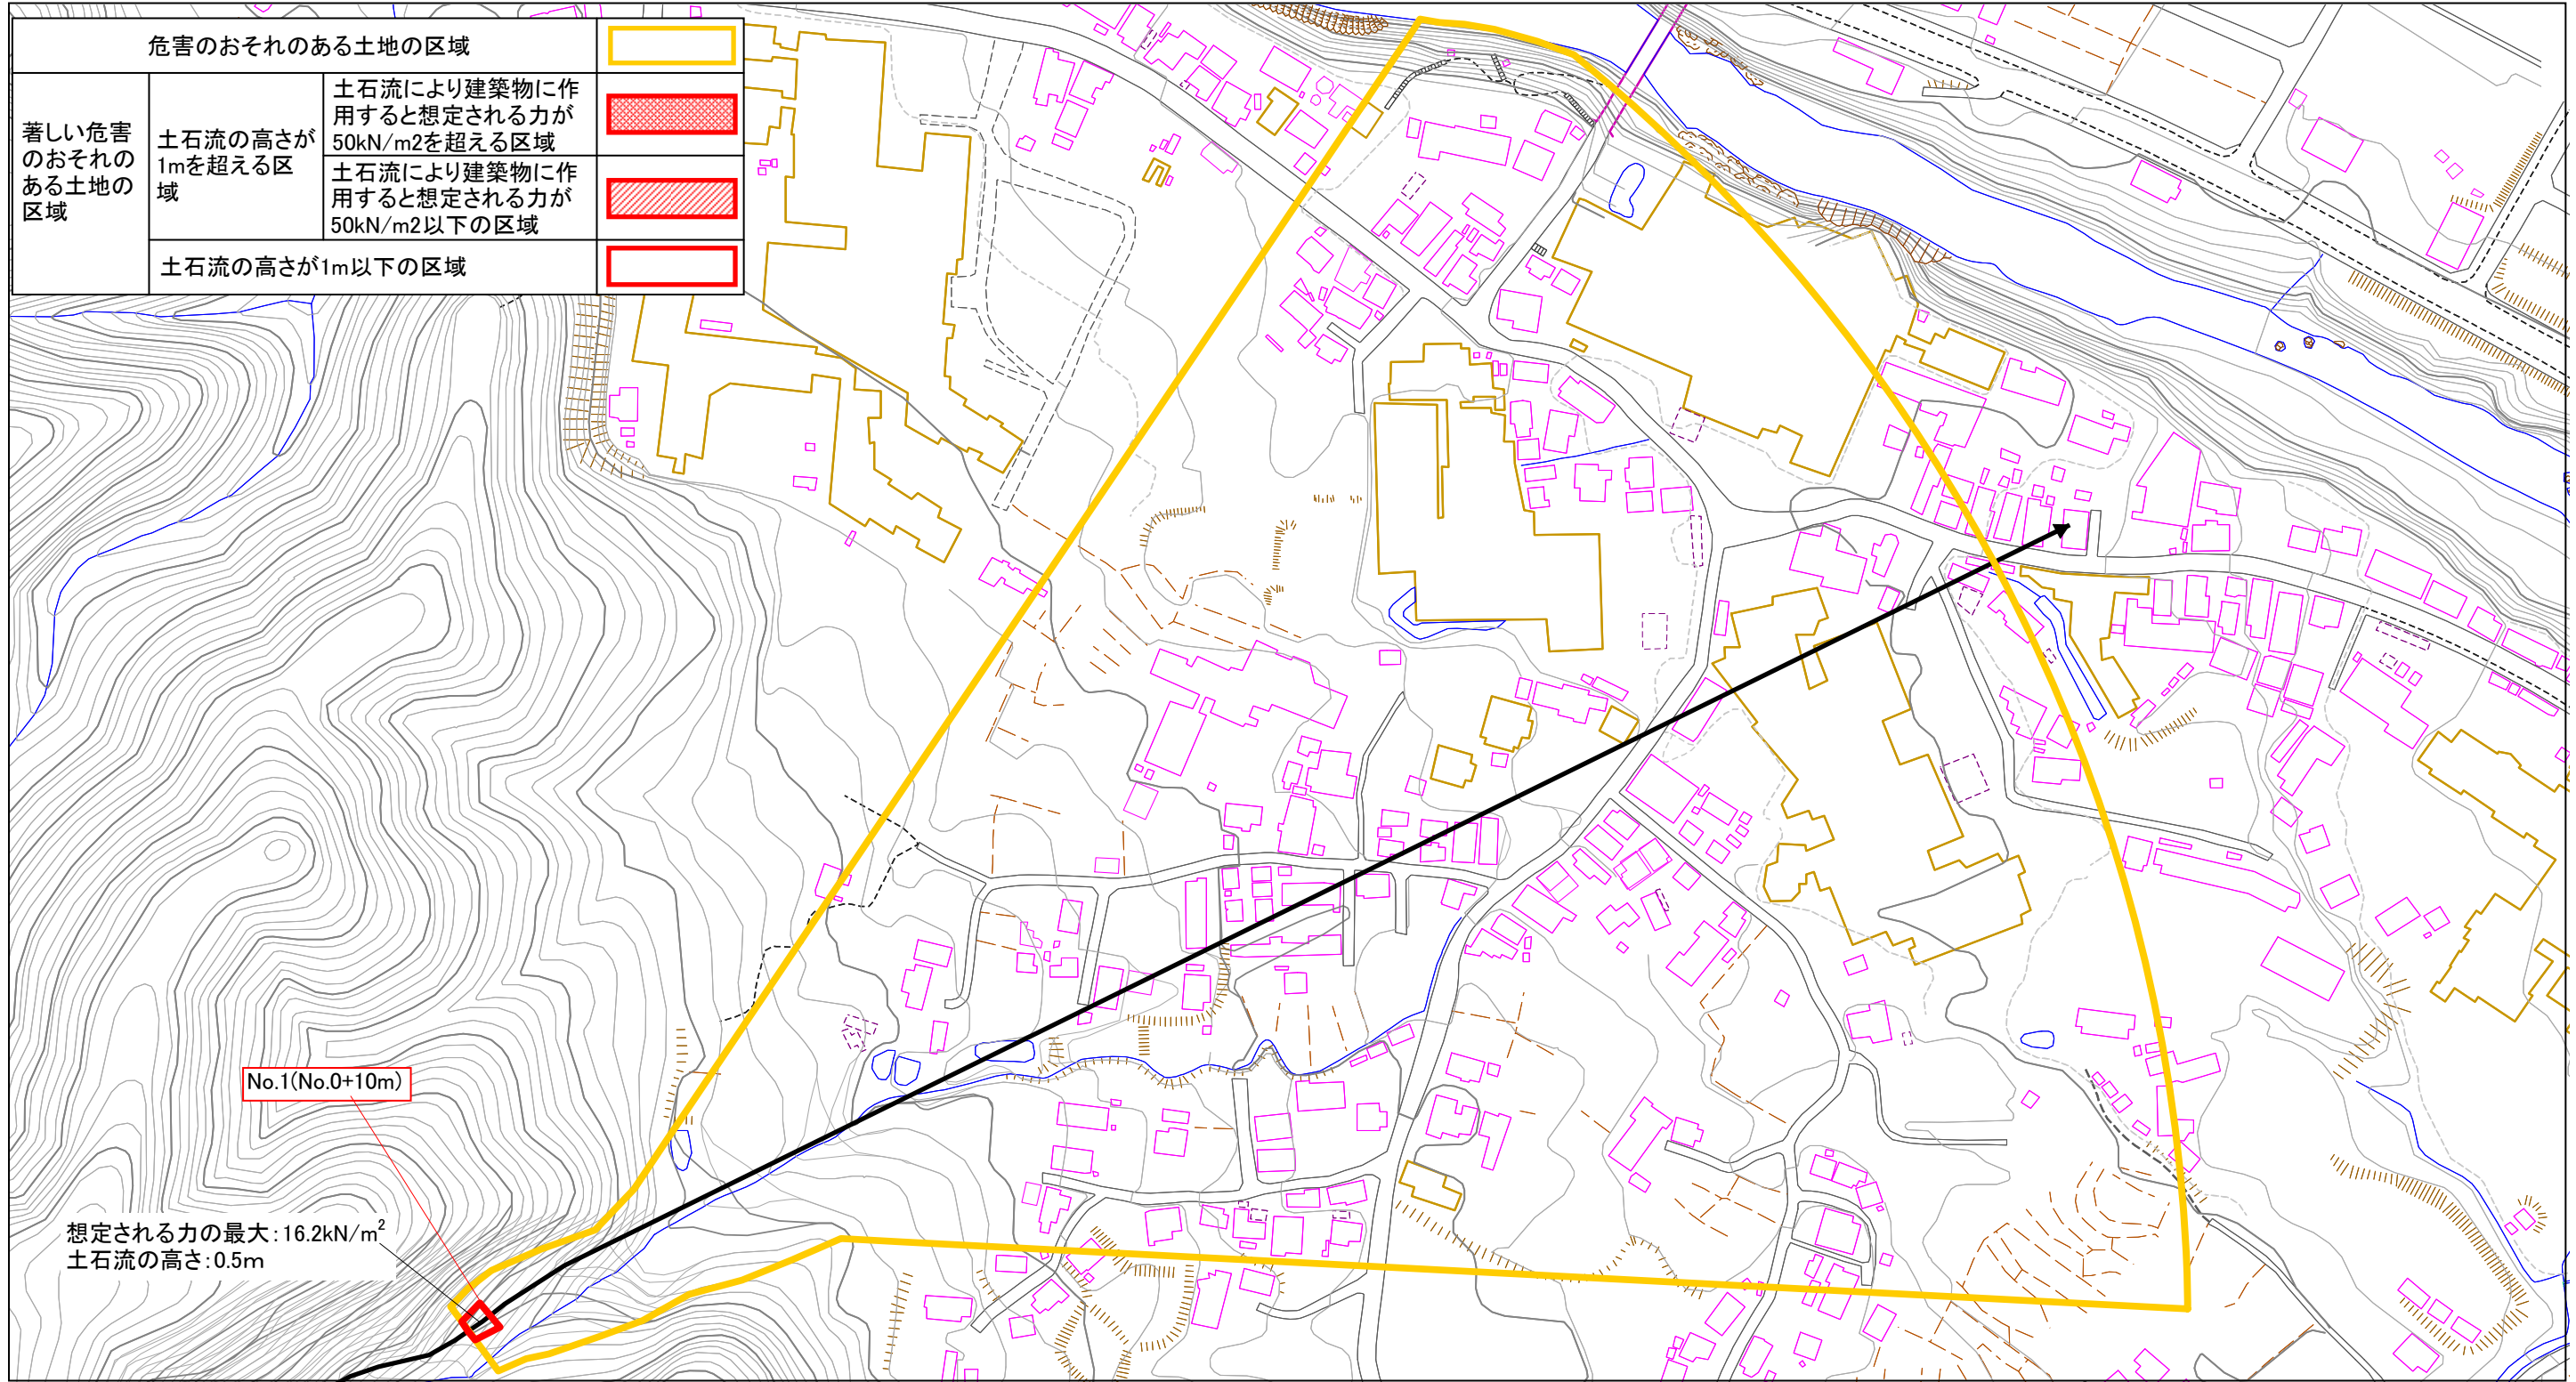 危害のおそれのある土地の区域
著しい危害
のおそれの
ある土地の
区域
土石流の高さが
1mを超える区
域
土石流により建築物に作
用すると想定される力が
50kN/m2を超える区域
土石流により建築物に作
用すると想定される力が
50kN/m2以下の区域
土石流の高さが1m以下の区域
No.1(No.0+10m)
想定される力の最大:16.2kN/m²
土石流の高さ:0.5m